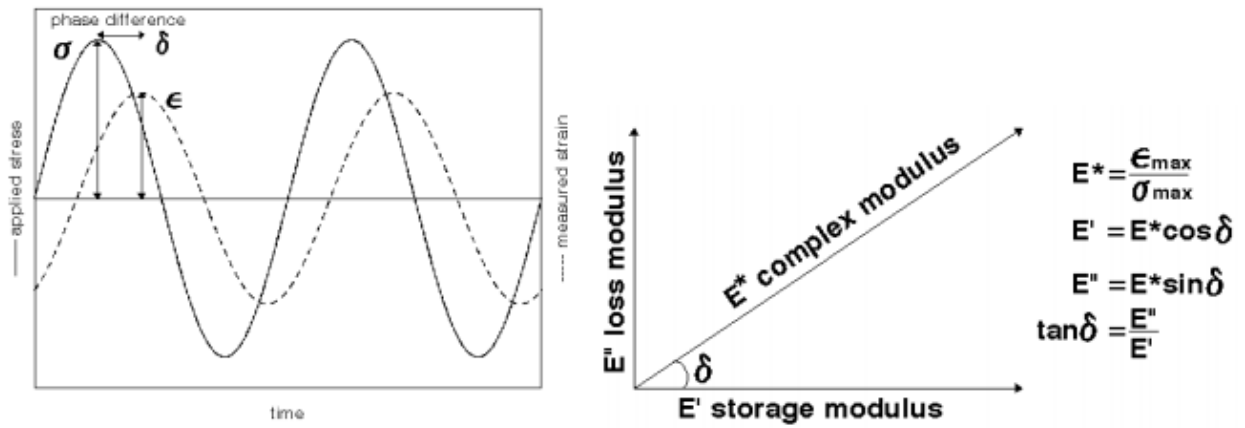 phase difference
σ
δ
ϵ
—— applied stress
----- measured strain
time
E" loss modulus
E* complex modulus
δ
E' storage modulus
E* = ϵmax / σmax
E' = E*cosδ
E" = E*sinδ
tanδ = E" / E'